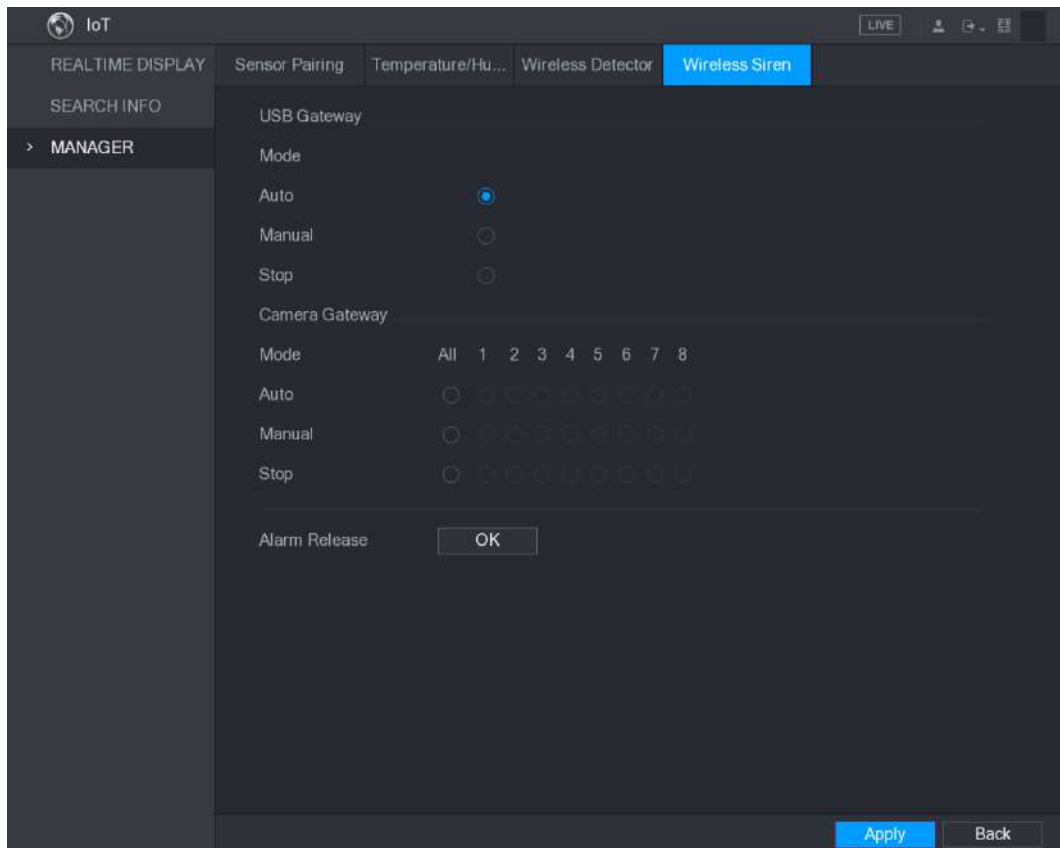 IoT
LIVE
REALTIME DISPLAY
SEARCH INFO
> MANAGER
Sensor Pairing Temperature/Hu... Wireless Detector Wireless Siren
USB Gateway
Mode
Auto
Manual
Stop
Camera Gateway
Mode All 1 2 3 4 5 6 7 8
Auto
Manual
Stop
Alarm Release OK
Apply Back